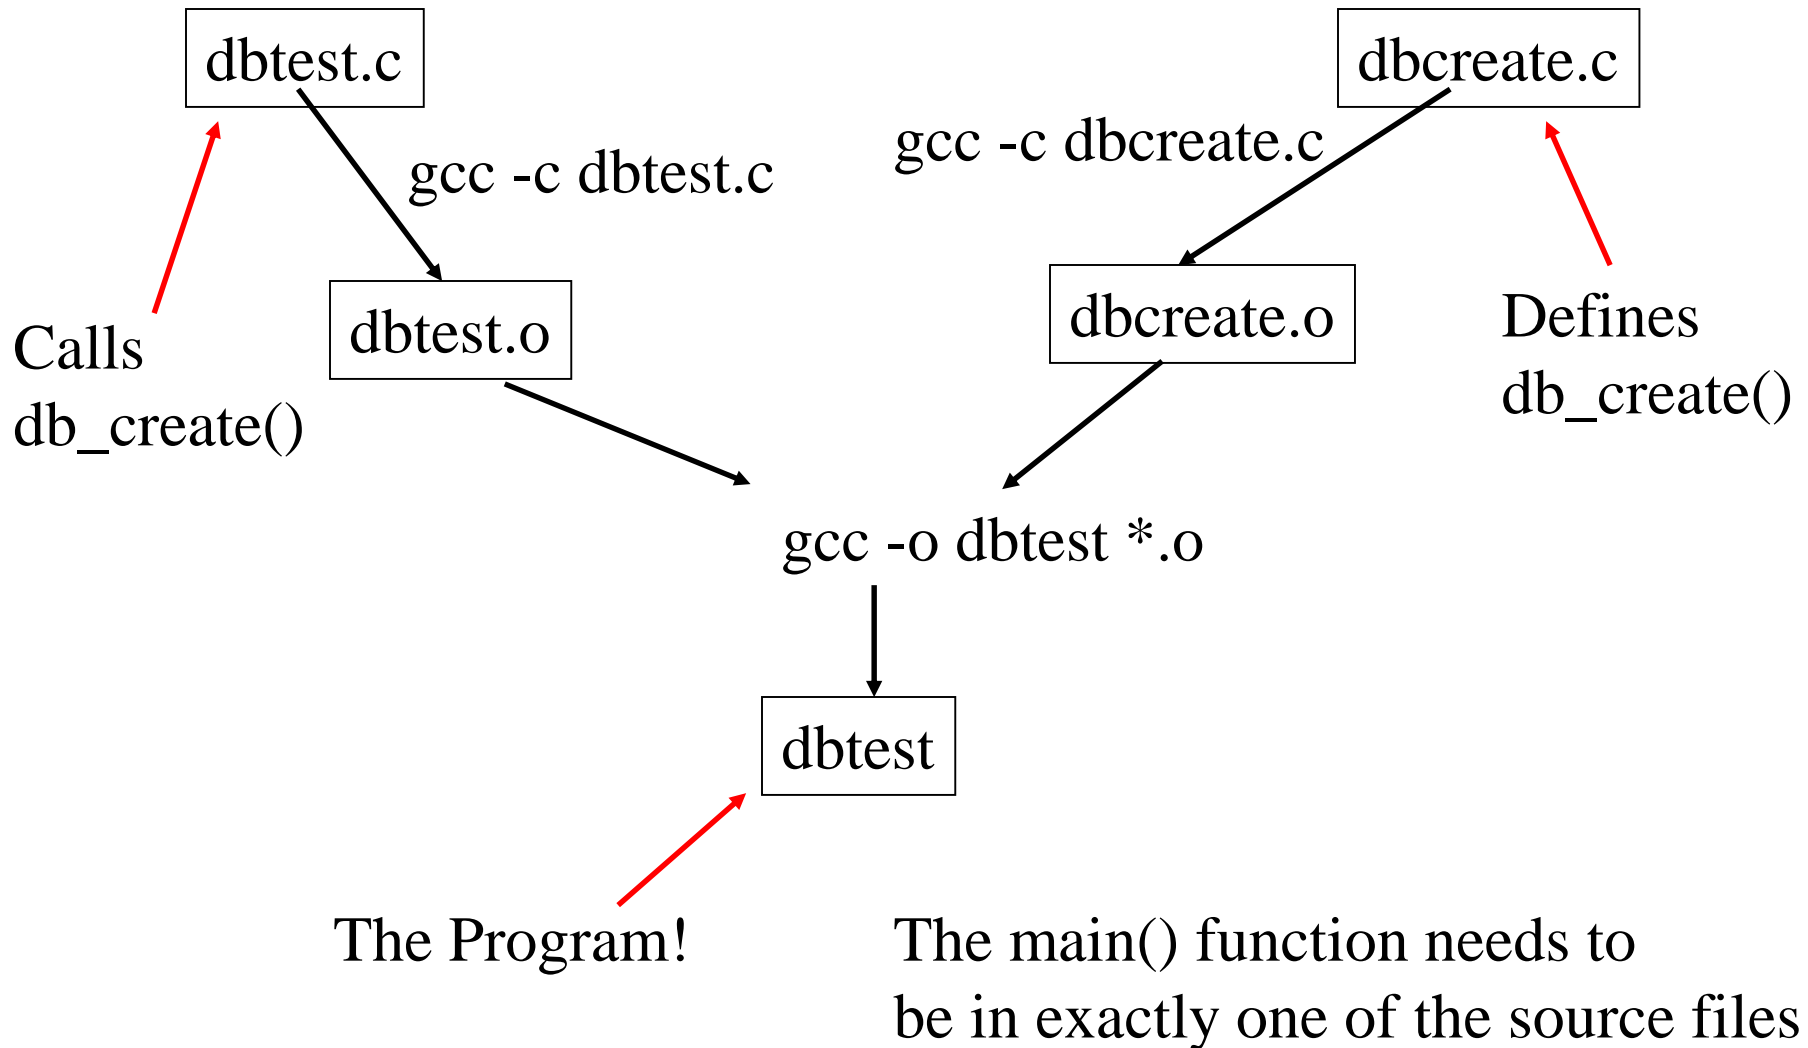 dbtest.c
dbcreate.c
gcc -c dbtest.c
gcc -c dbcreate.c
dbtest.o
dbcreate.o
Calls
db_create()
Defines
db_create()
gcc -o dbtest *.o
dbtest
The Program!
The main() function needs to
be in exactly one of the source files